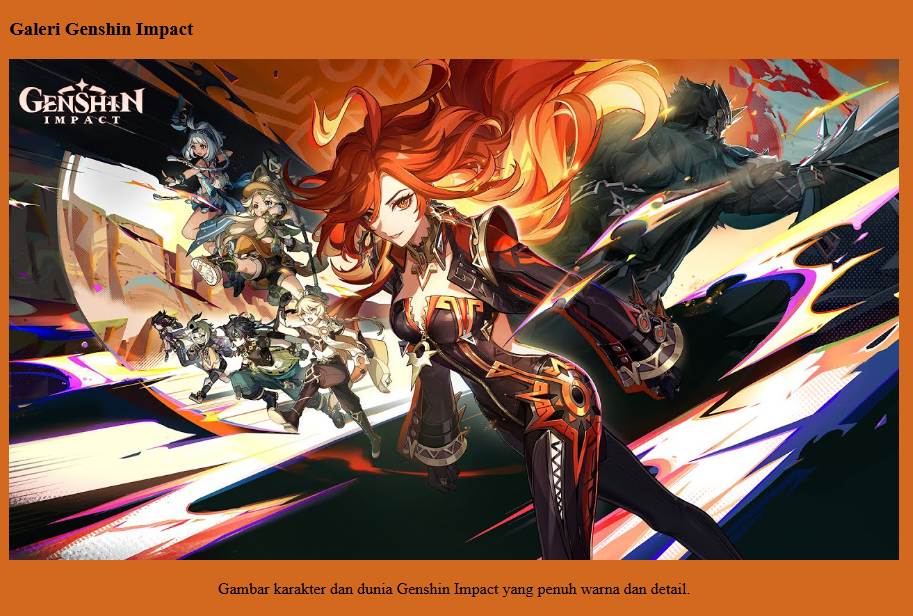 Galeri Genshin Impact
GENSHIN
IMPACT
Gambar karakter dan dunia Genshin Impact yang penuh warna dan detail.